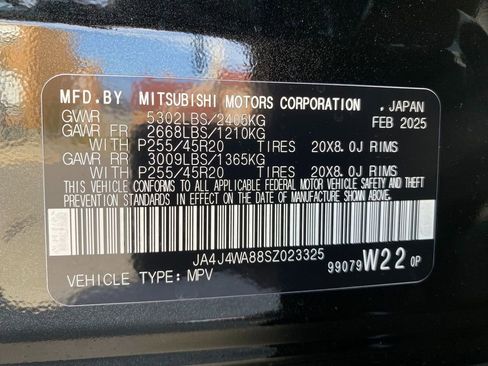 MFD.BY MITSUBISHI MOTORS CORPORATION , JAPAN
GVWR 5302LBS/2406KG FEB 2025
GAWR FR 2668LBS/1210KG
WITH P255/45R20 TIRES 20X8.0J RIMS
GAWR RR 3009LBS/1365KG
WITH P255/45R20 TIRES 20X8.0J RIMS
THIS VEHICLE CONFORMS TO ALL APPLICABLE FEDERAL MOTOR VEHICLE SAFETY AND THEFT
PREVENTION STANDARDS IN EFFECT ON THE DATE OF MANUFACTURE SHOWN ABOVE.
JA4J4WA88SZ023325
VEHICLE TYPE: MPV
99079 W22 0P